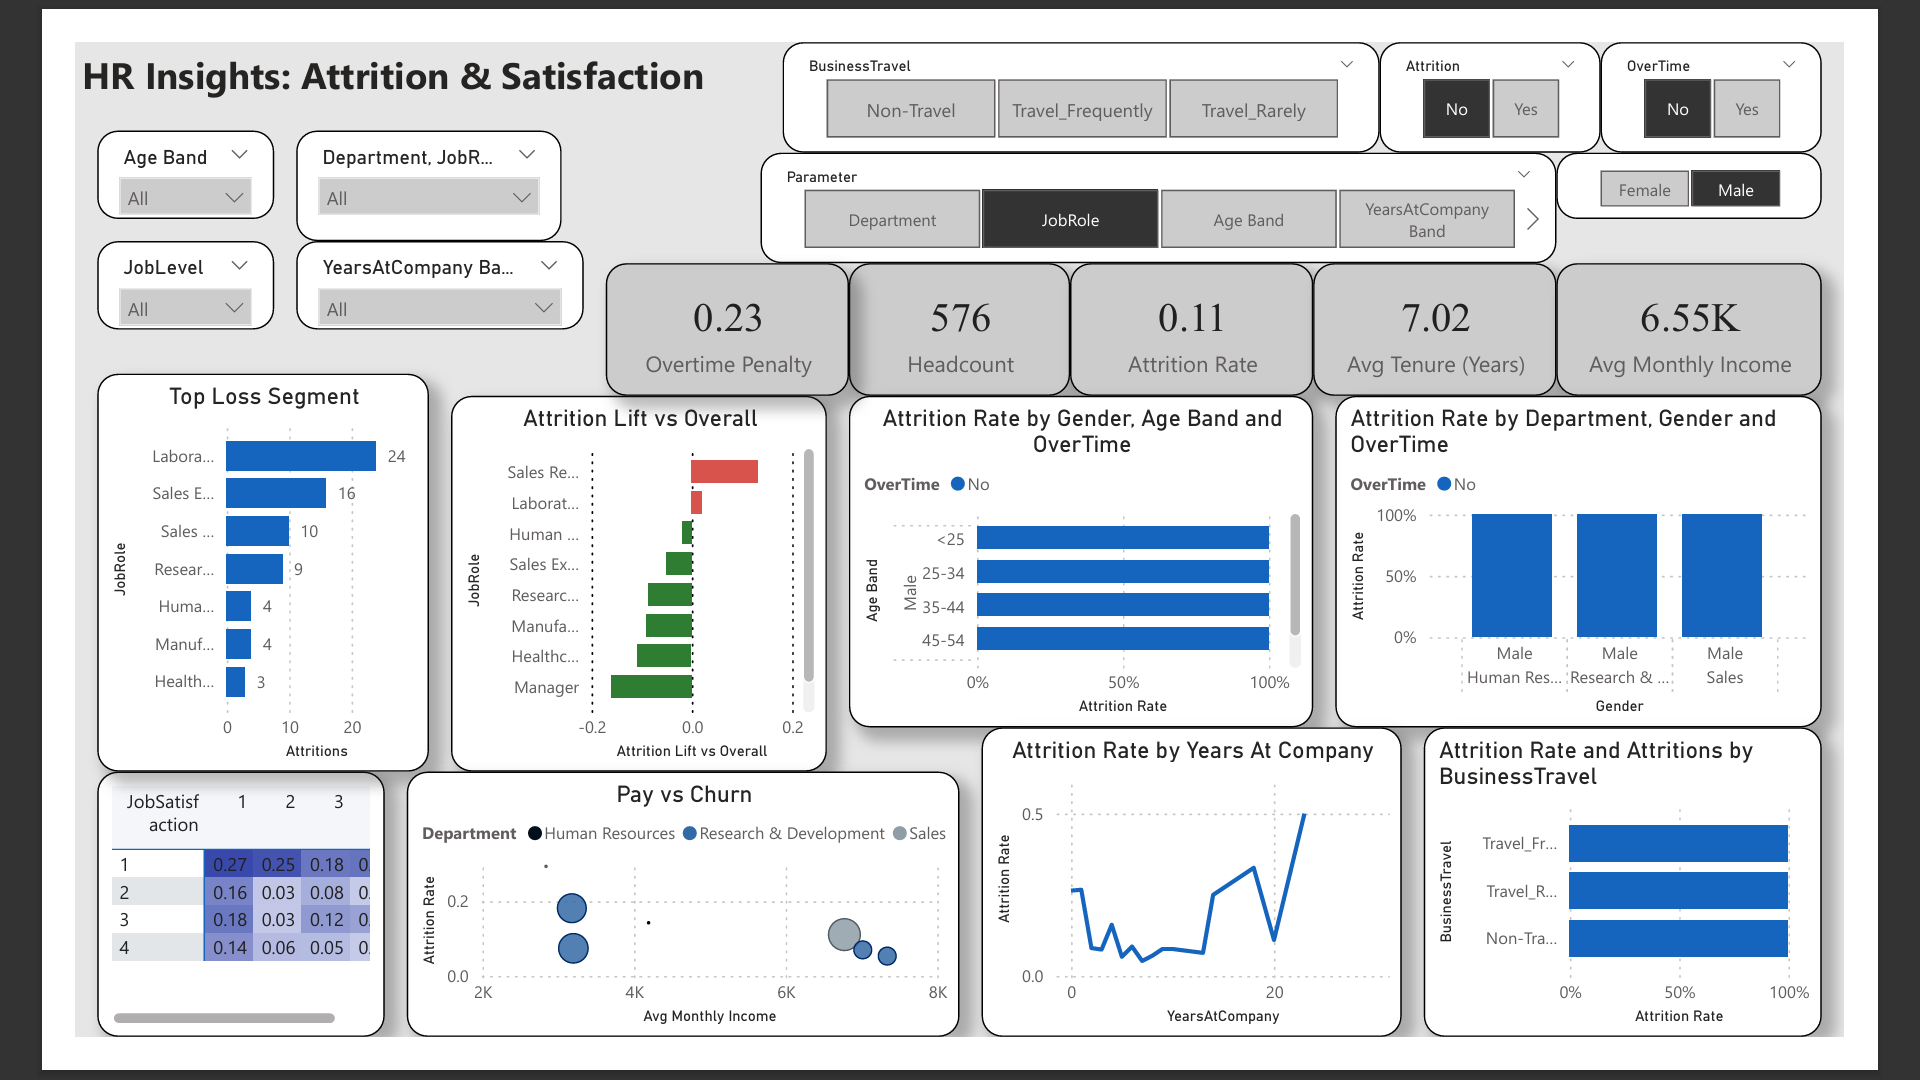 HR Insights: Attrition & Satisfaction
BusinessTravel
Non-Travel
Travel_Frequently
Travel_Rarely
Attrition
No
Yes
OverTime
No
Yes
Age Band
All
Department, JobR...
All
Parameter
Department
JobRole
Age Band
YearsAtCompany
Band
Female
Male
JobLevel
All
YearsAtCompany Ba...
All
0.23
Overtime Penalty
576
Headcount
0.11
Attrition Rate
7.02
Avg Tenure (Years)
6.55K
Avg Monthly Income
Top Loss Segment
JobRole
Labora...
24
Sales E...
16
Sales ...
10
Resear...
9
Huma...
4
Manuf...
4
Health...
3
0
10
20
Attritions
Attrition Lift vs Overall
JobRole
Sales Re...
Laborat...
Human ...
Sales Ex...
Researc...
Manufa...
Healthc...
Manager
-0.2
0.0
0.2
Attrition Lift vs Overall
Attrition Rate by Gender, Age Band and
OverTime
OverTime
No
Age Band
Male
<25
25-34
35-44
45-54
0%
50%
100%
Attrition Rate
Attrition Rate by Department, Gender and
OverTime
OverTime
No
Attrition Rate
100%
50%
0%
Male
Male
Male
Human Res...
Research & ...
Sales
Gender
JobSatisf
action
1
2
3
1
0.27
0.25
0.18
0.
2
0.16
0.03
0.08
0.
3
0.18
0.03
0.12
0.
4
0.14
0.06
0.05
0.
Pay vs Churn
Department
Human Resources
Research & Development
Sales
Attrition Rate
0.2
0.0
2K
4K
6K
8K
Avg Monthly Income
Attrition Rate by Years At Company
Attrition Rate
0.5
0.0
0
20
YearsAtCompany
Attrition Rate and Attritions by
BusinessTravel
BusinessTravel
Travel_Fr...
Travel_R...
Non-Tra...
0%
50%
100%
Attrition Rate